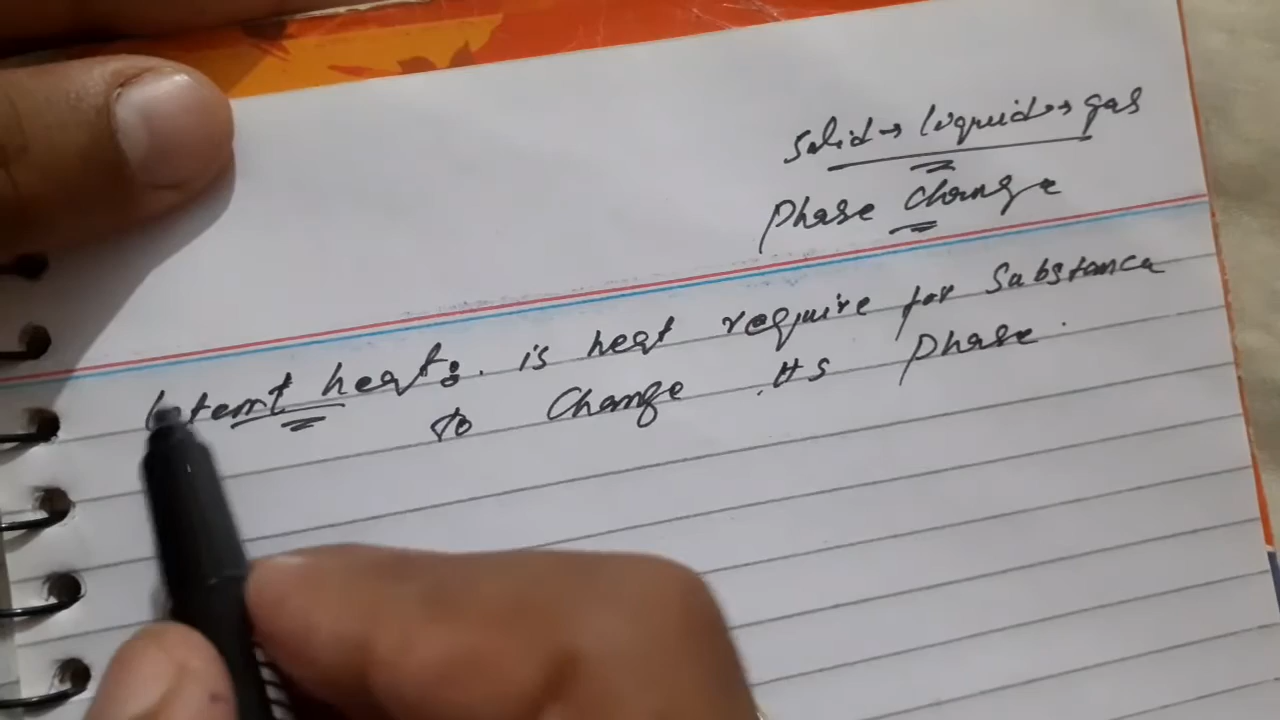 Solid → liquid → gas
Phase change
latent heat:. is heat require for Substance
to Change its phase.